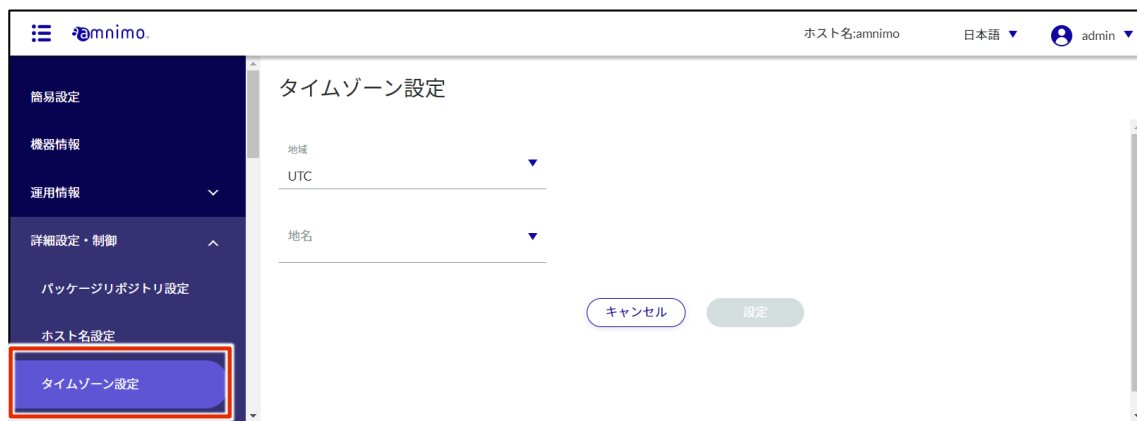 amnimo.
ホスト名:amnimo
日本語
admin
簡易設定
機器情報
運用情報
詳細設定・制御
パッケージリポジトリ設定
ホスト名設定
タイムゾーン設定
タイムゾーン設定
地域
UTC
地名
キャンセル
設定